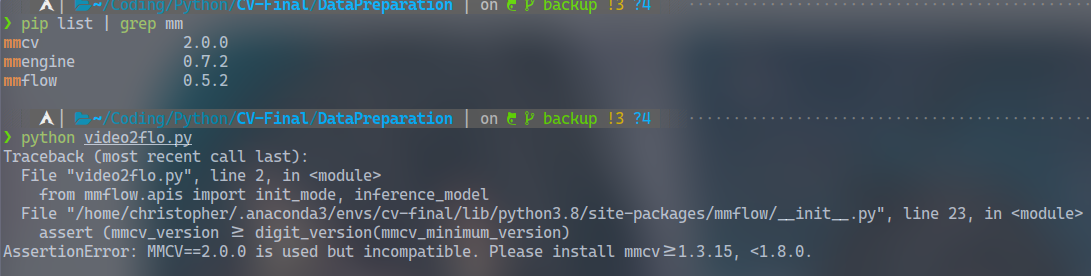 ~/Coding/Python/CV-Final/DataPreparation | on backup !3 ?4
❯ pip list | grep mm
mmcv 2.0.0
mmengine 0.7.2
mmflow 0.5.2
~/Coding/Python/CV-Final/DataPreparation | on backup !3 ?4
❯ python video2flo.py
Traceback (most recent call last):
File "video2flo.py", line 2, in <module>
from mmflow.apis import init_mode, inference_model
File "/home/christopher/.anaconda3/envs/cv-final/lib/python3.8/site-packages/mmflow/__init__.py", line 23, in <module>
assert (mmcv_version ≥ digit_version(mmcv_minimum_version)
AssertionError: MMCV==2.0.0 is used but incompatible. Please install mmcv≥1.3.15, <1.8.0.